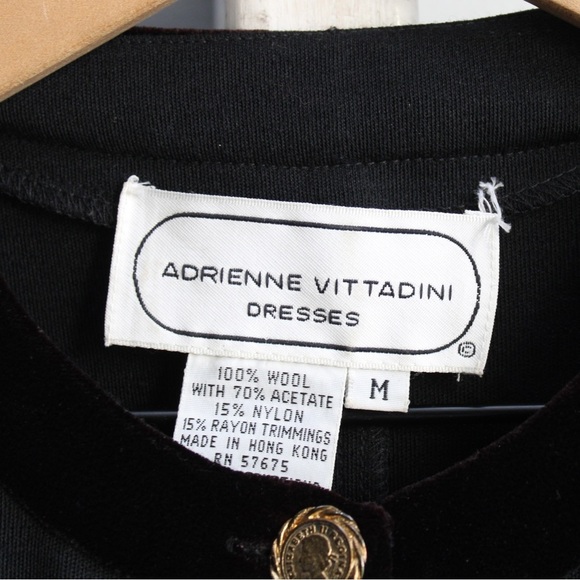 ADRIENNE VITTADINI
DRESSES
©
100% WOOL
WITH 70% ACETATE
15% NYLON
15% RAYON TRIMMINGS
MADE IN HONG KONG
RN 57675
M